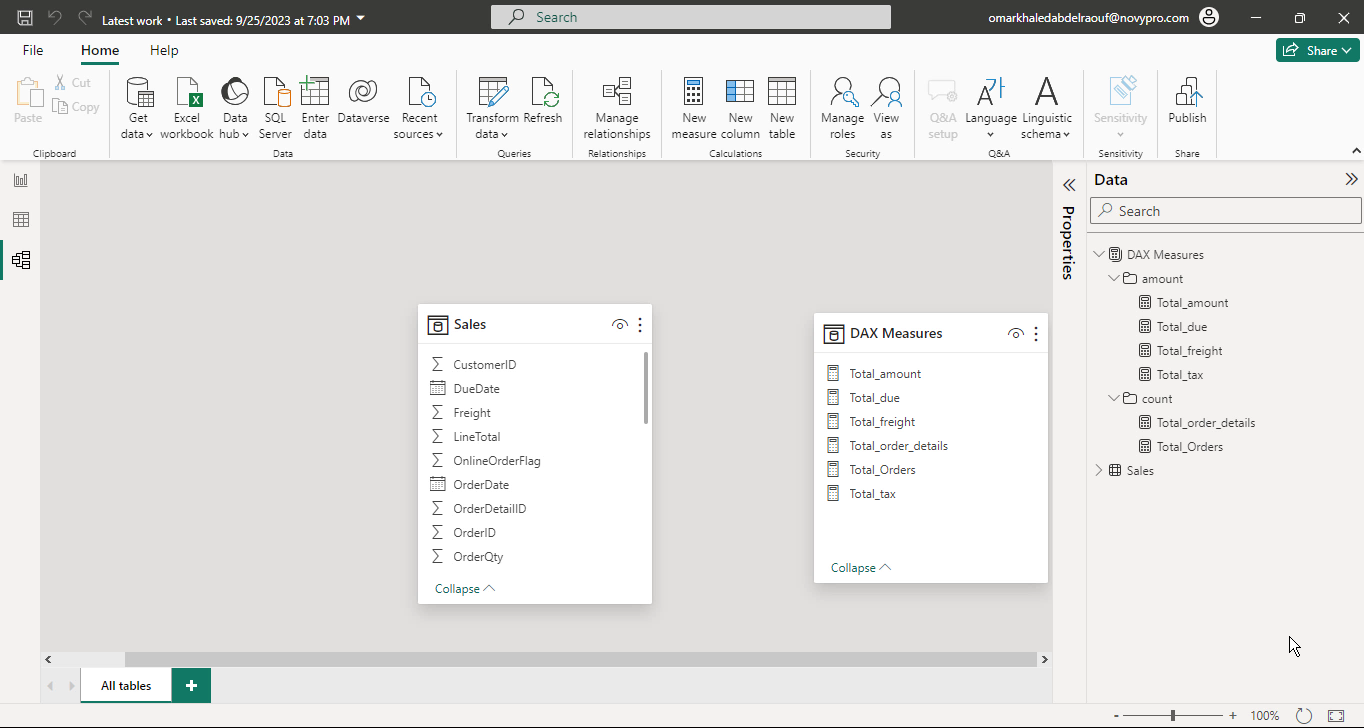 Latest work • Last saved: 9/25/2023 at 7:03 PM
Search
omarkhaledabdelraouf@novypro.com
File
Home
Help
Share
Paste
Cut
Copy
Clipboard
Get data
Excel workbook
Data hub
SQL Server
Enter data
Dataverse
Recent sources
Data
Transform data
Refresh
Queries
Manage relationships
Relationships
New measure
New column
New table
Calculations
Manage roles
View as
Security
Q&A setup
Language
Linguistic schema
Q&A
Sensitivity
Sensitivity
Publish
Share
Sales
CustomerID
DueDate
Freight
LineTotal
OnlineOrderFlag
OrderDate
OrderDetailID
OrderID
OrderQty
Collapse
DAX Measures
Total_amount
Total_due
Total_freight
Total_order_details
Total_Orders
Total_tax
Collapse
Properties
Data
Search
DAX Measures
amount
Total_amount
Total_due
Total_freight
Total_tax
count
Total_order_details
Total_Orders
Sales
All tables
- + 100%